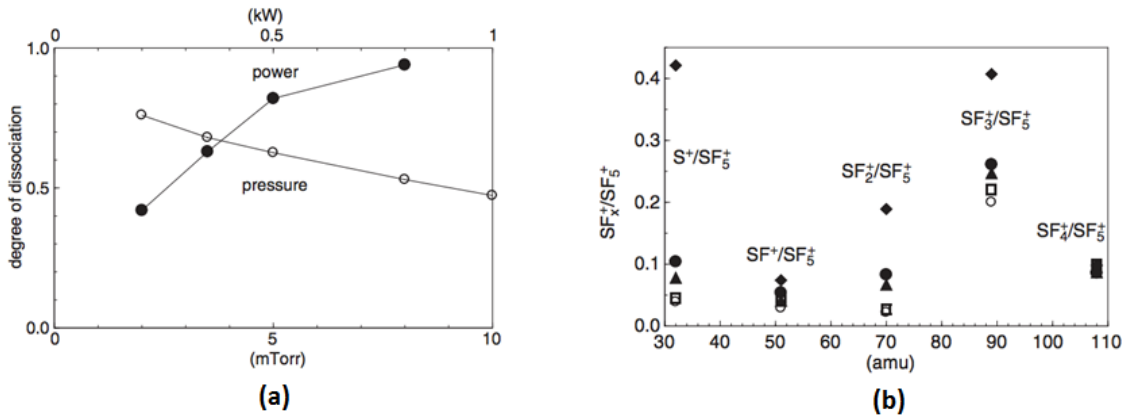 (kW)
0 0.5 1
1.0
power
degree of dissociation
0.5
pressure
0.0
5 10
(mTorr)
(a)
0.4
SF₃⁺/SF₅⁺
0.3
S⁺/SF₅⁺
SF₂⁺/SF₅⁺
SFₓ⁺/SF₅⁺
0.2
SF₄⁺/SF₅⁺
SF⁺/SF₅⁺
0.1
0.0
30 40 50 60 70 80 90 100 110
(amu)
(b)